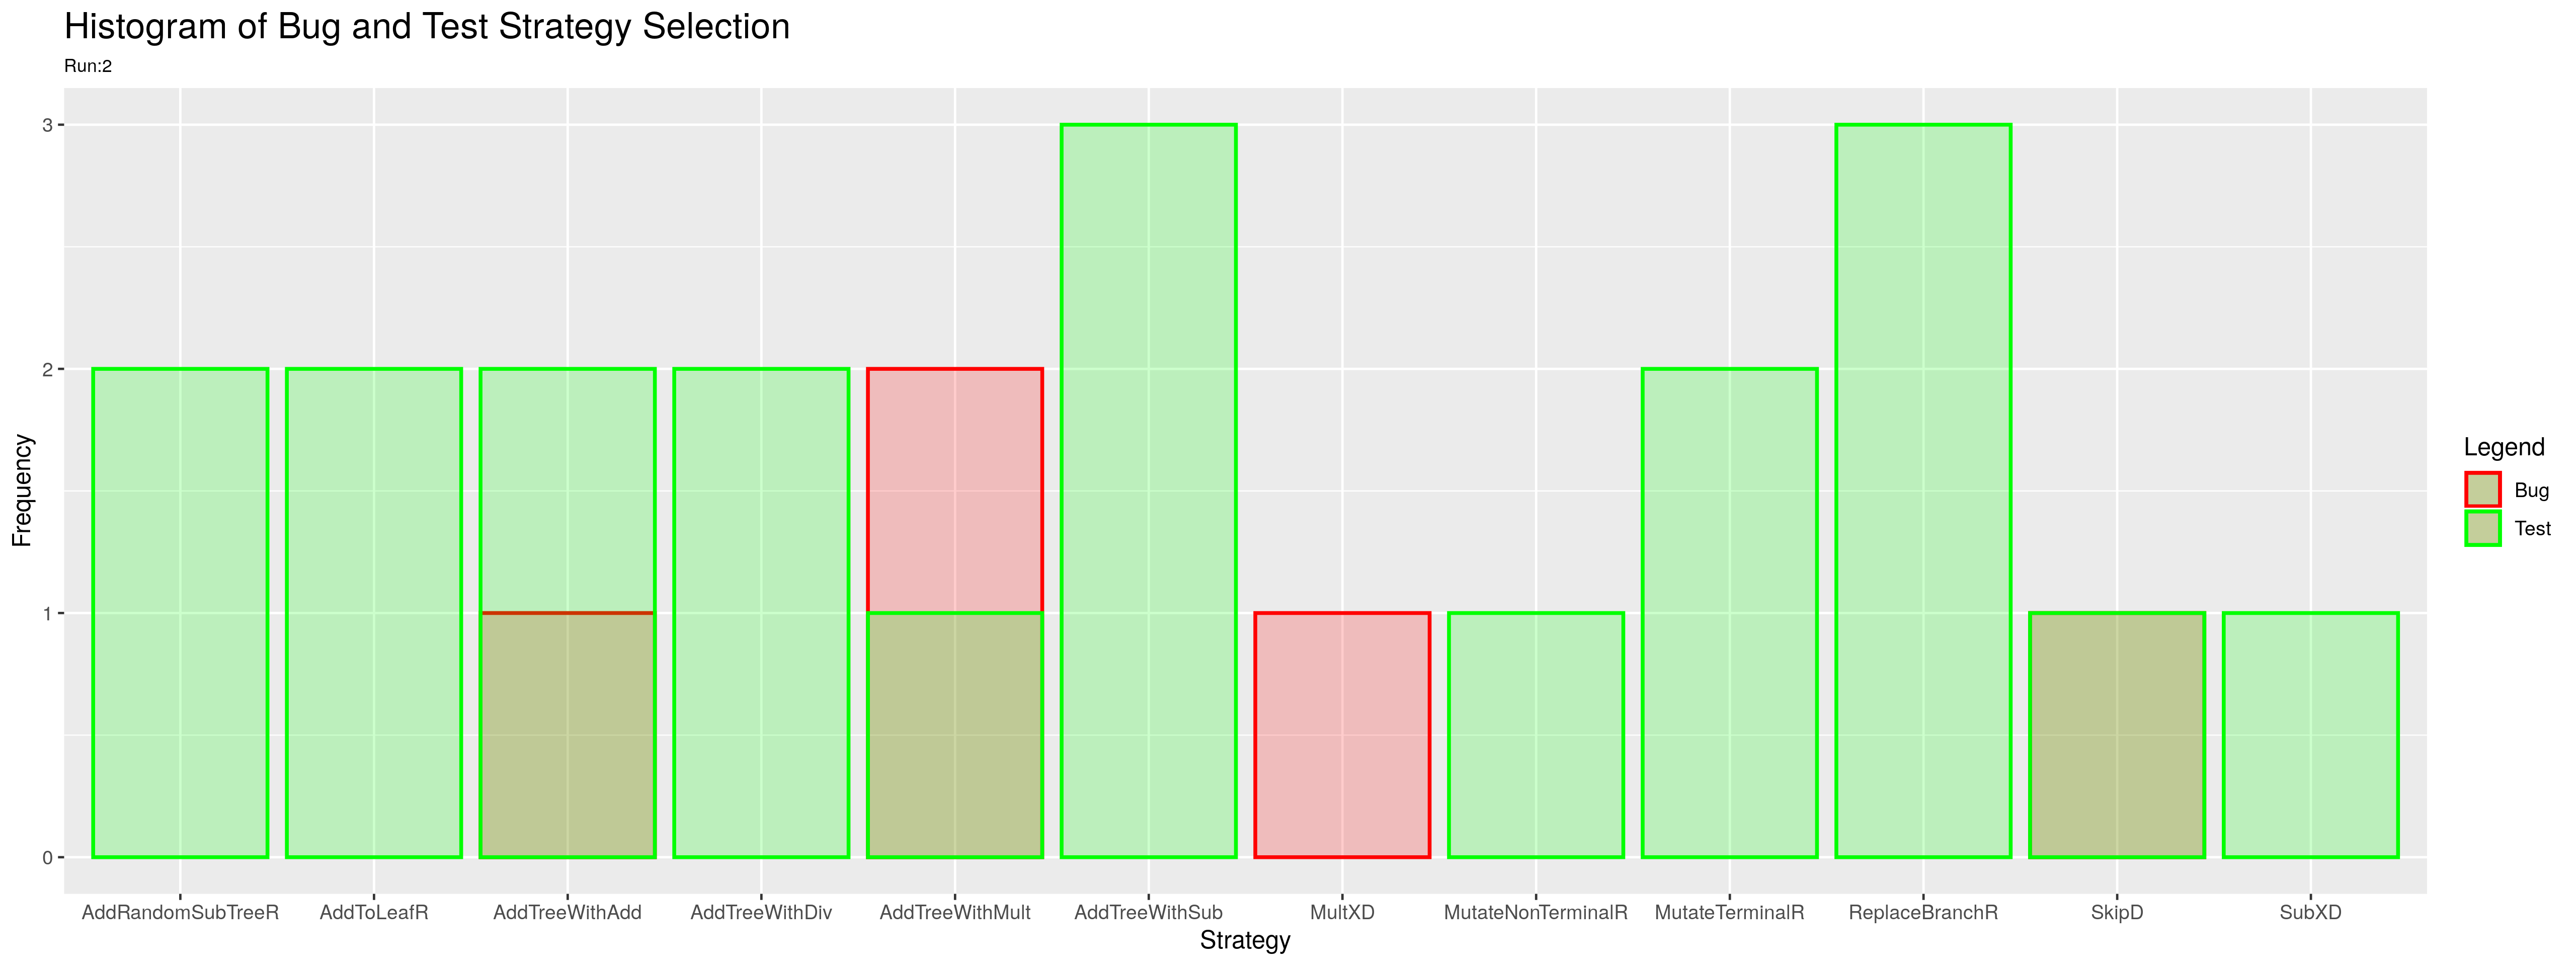 Histogram of Bug and Test Strategy Selection
Run:2
Frequency
3
2
1
0
AddRandomSubTreeR
AddToLeafR
AddTreeWithAdd
AddTreeWithDiv
AddTreeWithMult
AddTreeWithSub
MultXD
MutateNonTerminalR
MutateTerminalR
ReplaceBranchR
SkipD
SubXD
Strategy
Legend
Bug
Test